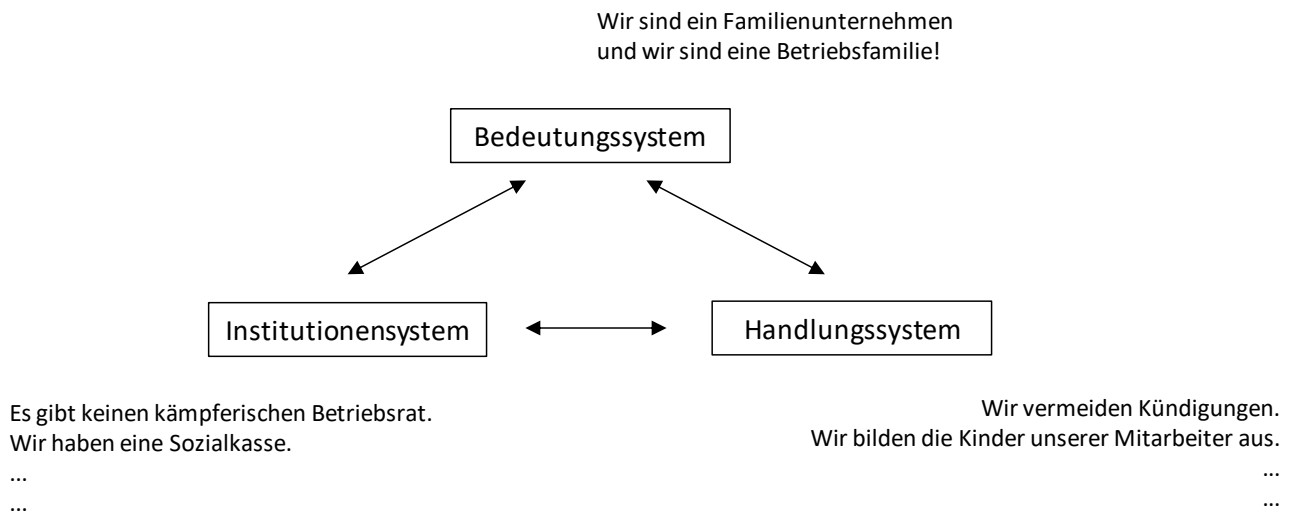 Wir sind ein Familienunternehmen
und wir sind eine Betriebsfamilie!
Bedeutungssystem
Institutionensystem
Handlungssystem
Es gibt keinen kämpferischen Betriebsrat.
Wir haben eine Sozialkasse.
...
...
Wir vermeiden Kündigungen.
Wir bilden die Kinder unserer Mitarbeiter aus.
...
...